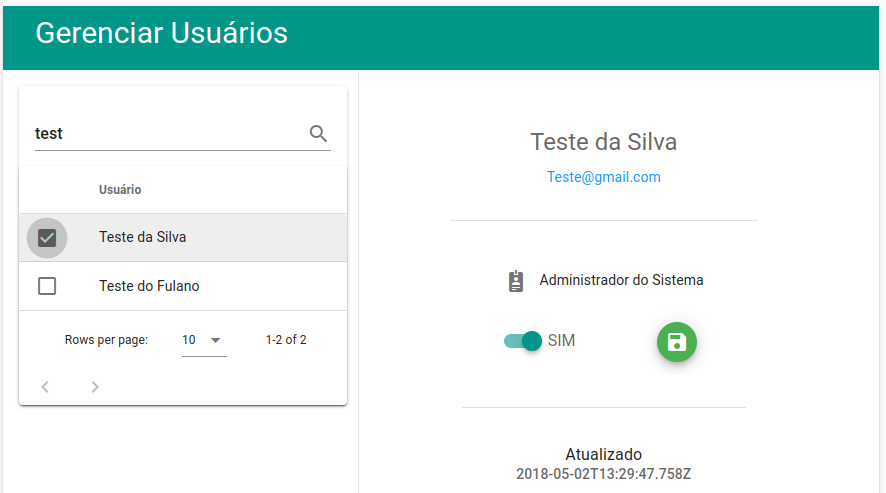 Gerenciar Usuários
test
Usuário
Teste da Silva
Teste do Fulano
Rows per page: 10 1-2 of 2
Teste da Silva
Teste@gmail.com
Administrador do Sistema
SIM
Atualizado
2018-05-02T13:29:47.758Z